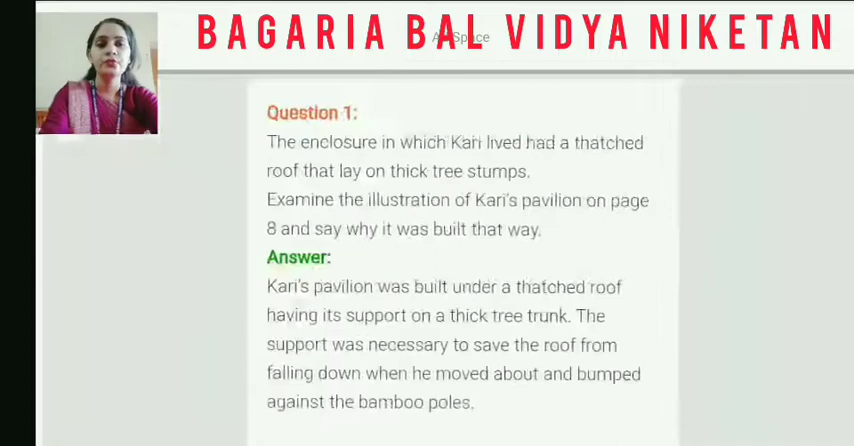 BAGARIA BAL VIDYA NIKETAN
Question 1:
The enclosure in which Kari lived had a thatched
roof that lay on thick tree stumps.
Examine the illustration of Kari's pavilion on page
8 and say why it was built that way.
Answer:
Kari's pavilion was built under a thatched roof
having its support on a thick tree trunk. The
support was necessary to save the roof from
falling down when he moved about and bumped
against the bamboo poles.